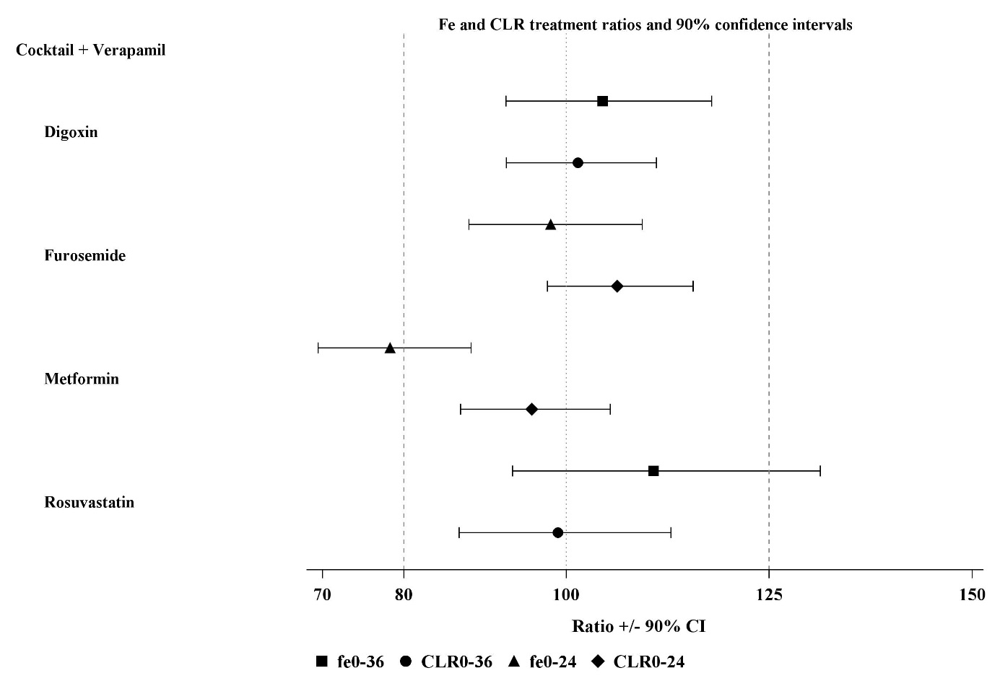 Fe and CLR treatment ratios and 90% confidence intervals
Cocktail + Verapamil
Digoxin
Furosemide
Metformin
Rosuvastatin
70 80 100 125 150
Ratio +/- 90% CI
fe0-36 CLR0-36 fe0-24 CLR0-24